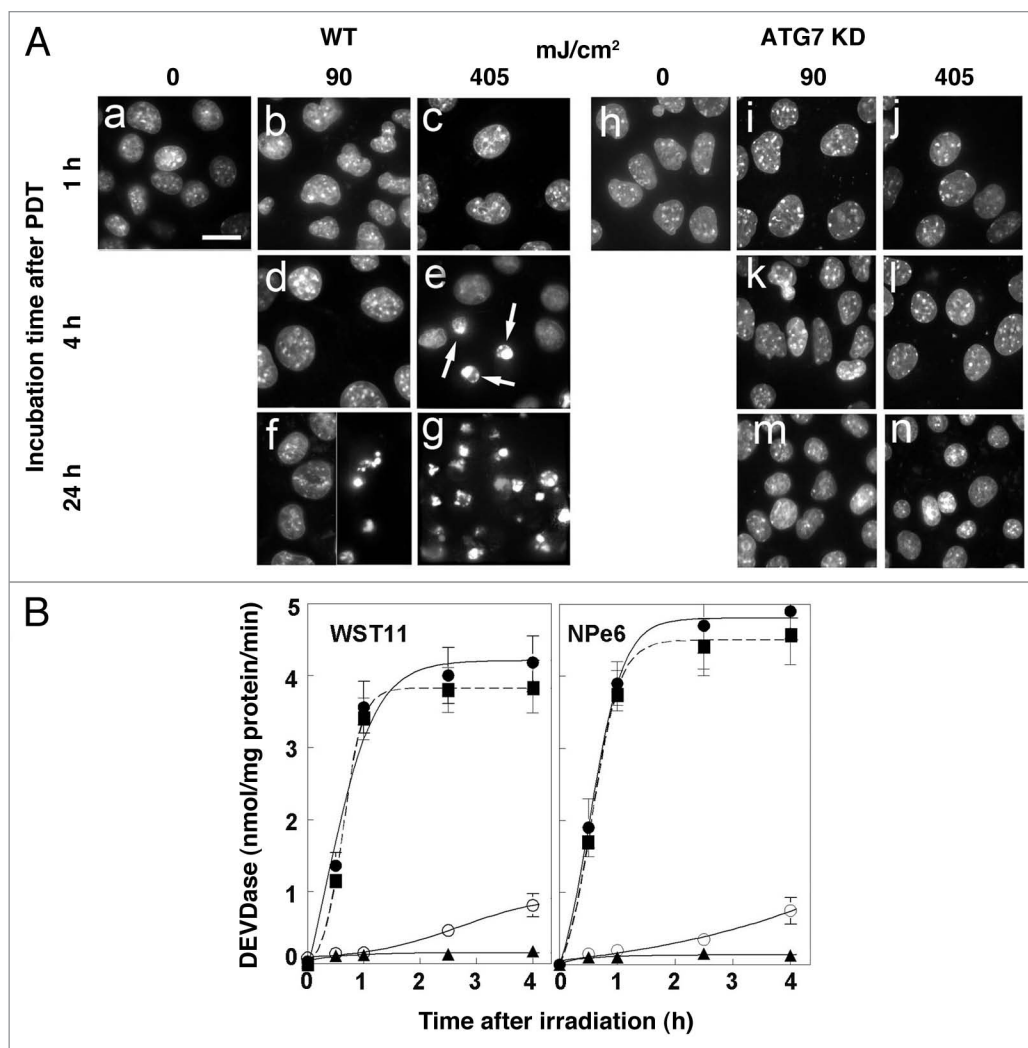 A
WT
mJ/cm²
ATG7 KD
0
90
405
0
90
405
Incubation time after PDT
1 h
a
b
c
h
i
j
4 h
d
e
k
l
24 h
f
g
m
n
B
DEVDase (nmol/mg protein/min)
5
4
3
2
1
0
WST11
NPe6
0 1 2 3 4
0 1 2 3 4
Time after irradiation (h)